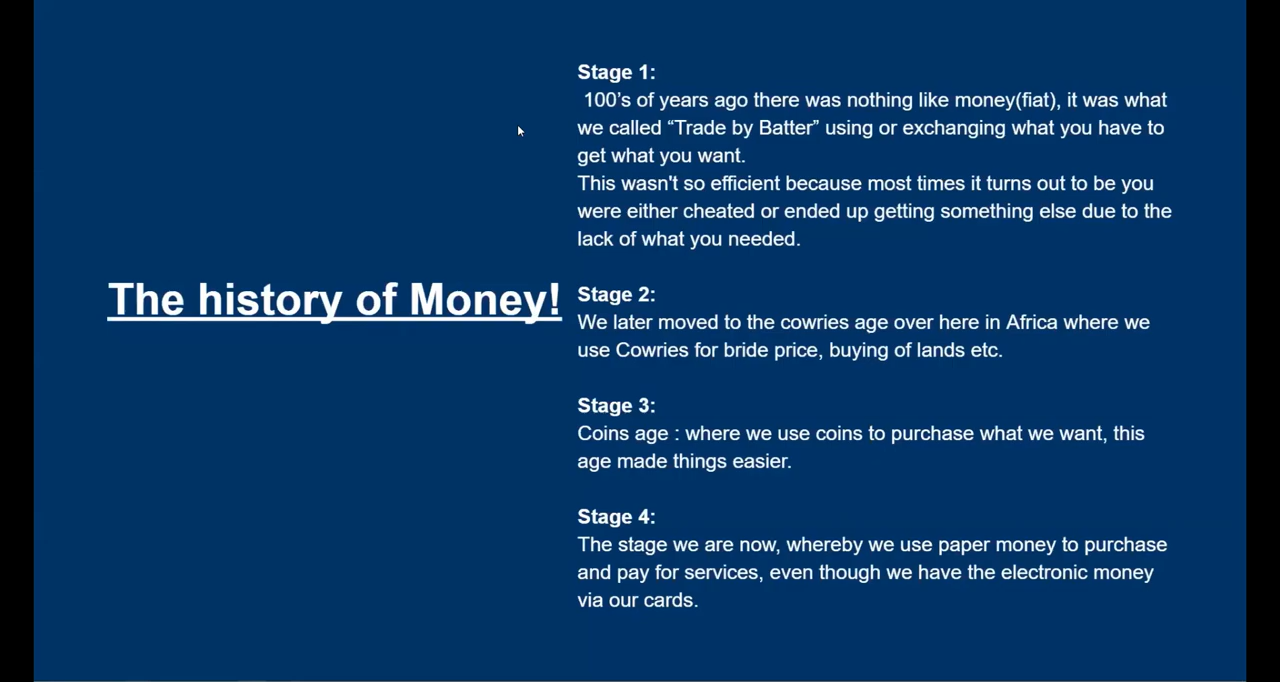 The history of Money!
Stage 1:
100’s of years ago there was nothing like money(fiat), it was what
we called “Trade by Batter” using or exchanging what you have to
get what you want.
This wasn't so efficient because most times it turns out to be you
were either cheated or ended up getting something else due to the
lack of what you needed.
Stage 2:
We later moved to the cowries age over here in Africa where we
use Cowries for bride price, buying of lands etc.
Stage 3:
Coins age : where we use coins to purchase what we want, this
age made things easier.
Stage 4:
The stage we are now, whereby we use paper money to purchase
and pay for services, even though we have the electronic money
via our cards.